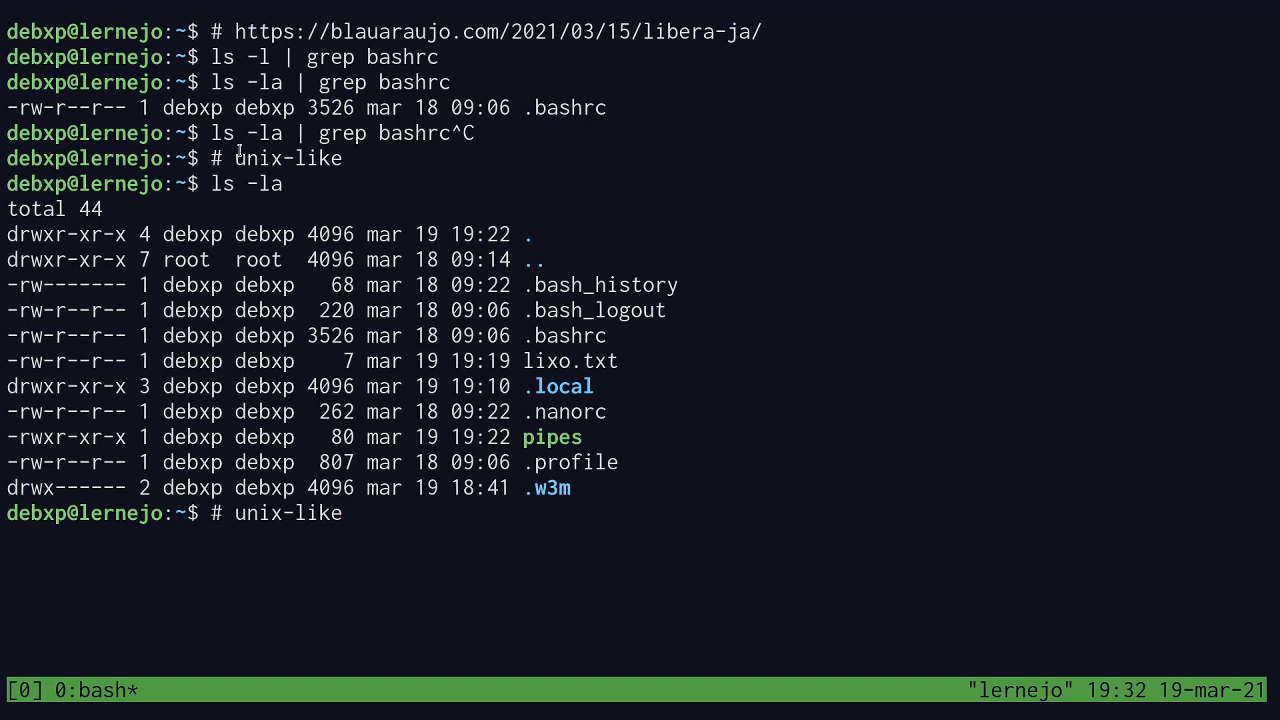 debxp@lernejo:~$ # https://blauaraujo.com/2021/03/15/libera-ja/
debxp@lernejo:~$ ls -l | grep bashrc
debxp@lernejo:~$ ls -la | grep bashrc
-rw-r--r-- 1 debxp debxp 3526 mar 18 09:06 .bashrc
debxp@lernejo:~$ ls -la | grep bashrc^C
debxp@lernejo:~$ # unix-like
debxp@lernejo:~$ ls -la
total 44
drwxr-xr-x 4 debxp debxp 4096 mar 19 19:22 .
drwxr-xr-x 7 root  root  4096 mar 18 09:14 ..
-rw------- 1 debxp debxp   68 mar 18 09:22 .bash_history
-rw-r--r-- 1 debxp debxp  220 mar 18 09:06 .bash_logout
-rw-r--r-- 1 debxp debxp 3526 mar 18 09:06 .bashrc
-rw-r--r-- 1 debxp debxp    7 mar 19 19:19 lixo.txt
drwxr-xr-x 3 debxp debxp 4096 mar 19 19:10 .local
-rw-r--r-- 1 debxp debxp  262 mar 18 09:22 .nanorc
-rwxr-xr-x 1 debxp debxp   80 mar 19 19:22 pipes
-rw-r--r-- 1 debxp debxp  807 mar 18 09:06 .profile
drwx------ 2 debxp debxp 4096 mar 19 18:41 .w3m
debxp@lernejo:~$ # unix-like
[0] 0:bash* "lernejo" 19:32 19-mar-21